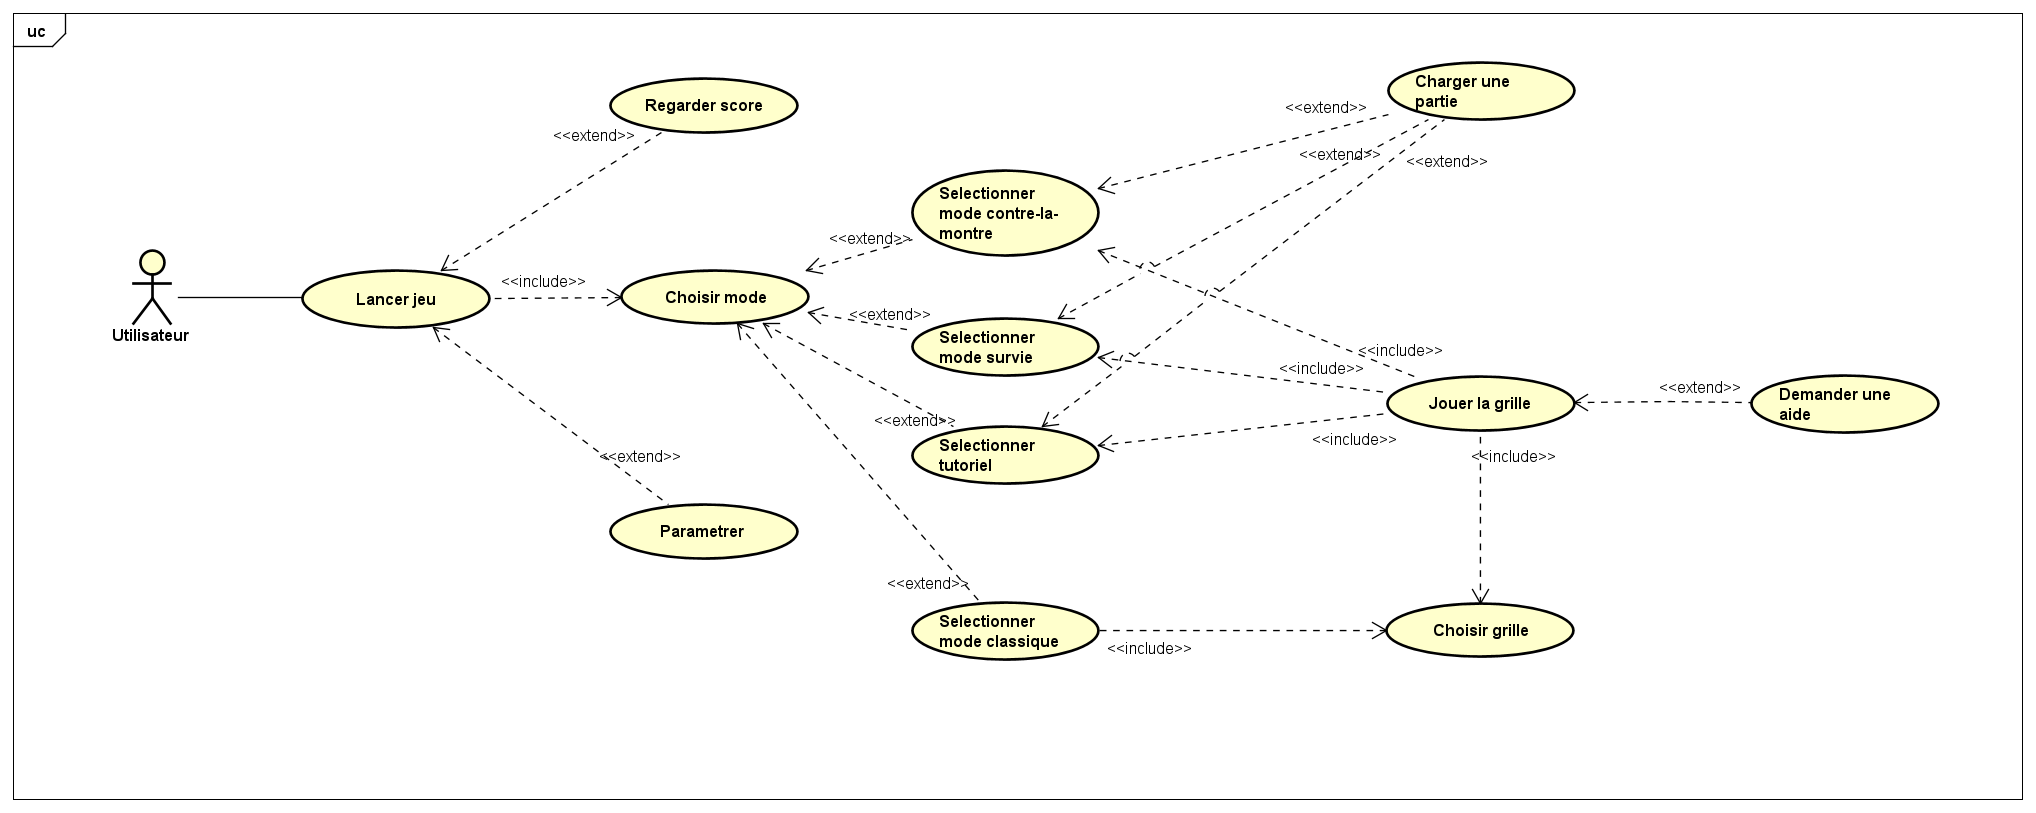 uc
Regarder score
<<extend>>
Charger une
partie
<<extend>>
<<extend>>
<<extend>>
Selectionner
mode contre-la-
montre
<<extend>>
Utilisateur
Lancer jeu
<<include>>
Choisir mode
<<extend>>
Selectionner
mode survie
<<include>>
<<include>>
Jouer la grille
<<extend>>
Demander une
aide
<<extend>>
Selectionner
tutoriel
<<include>>
<<include>>
<<extend>>
Parametrer
<<extend>>
Selectionner
mode classique
<<include>>
Choisir grille